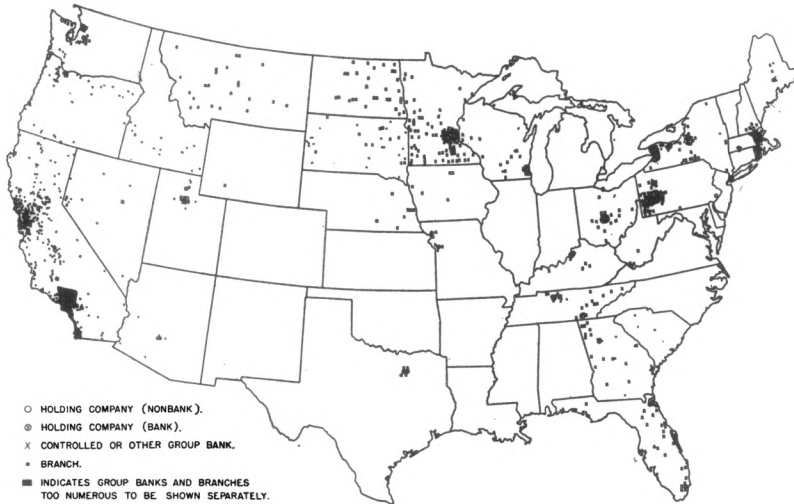 ○ HOLDING COMPANY (NONBANK).
⊗ HOLDING COMPANY (BANK).
X CONTROLLED OR OTHER GROUP BANK.
▪ BRANCH.
■ INDICATES GROUP BANKS AND BRANCHES
TOO NUMEROUS TO BE SHOWN SEPARATELY.